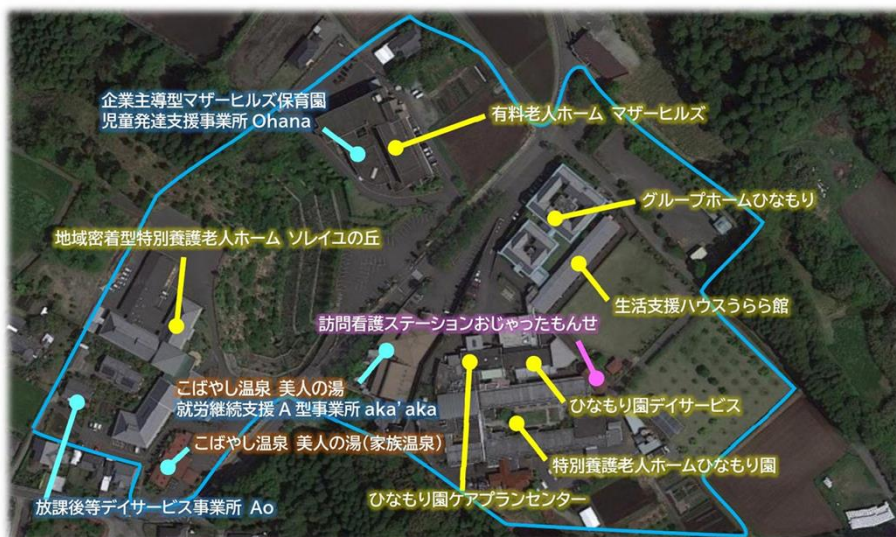 企業主導型マザーヒルズ保育園
児童発達支援事業所 Ohana
有料老人ホーム マザーヒルズ
グループホームひなもり
地域密着型特別養護老人ホーム ソレイユの丘
生活支援ハウスうらら館
訪問看護ステーションおじゃったもんせ
こばやし温泉 美人の湯
就労継続支援A型事業所 aka'aka
ひなもり園デイサービス
こばやし温泉 美人の湯(家族温泉)
特別養護老人ホームひなもり園
ひなもり園ケアプランセンター
放課後等デイサービス事業所 Ao